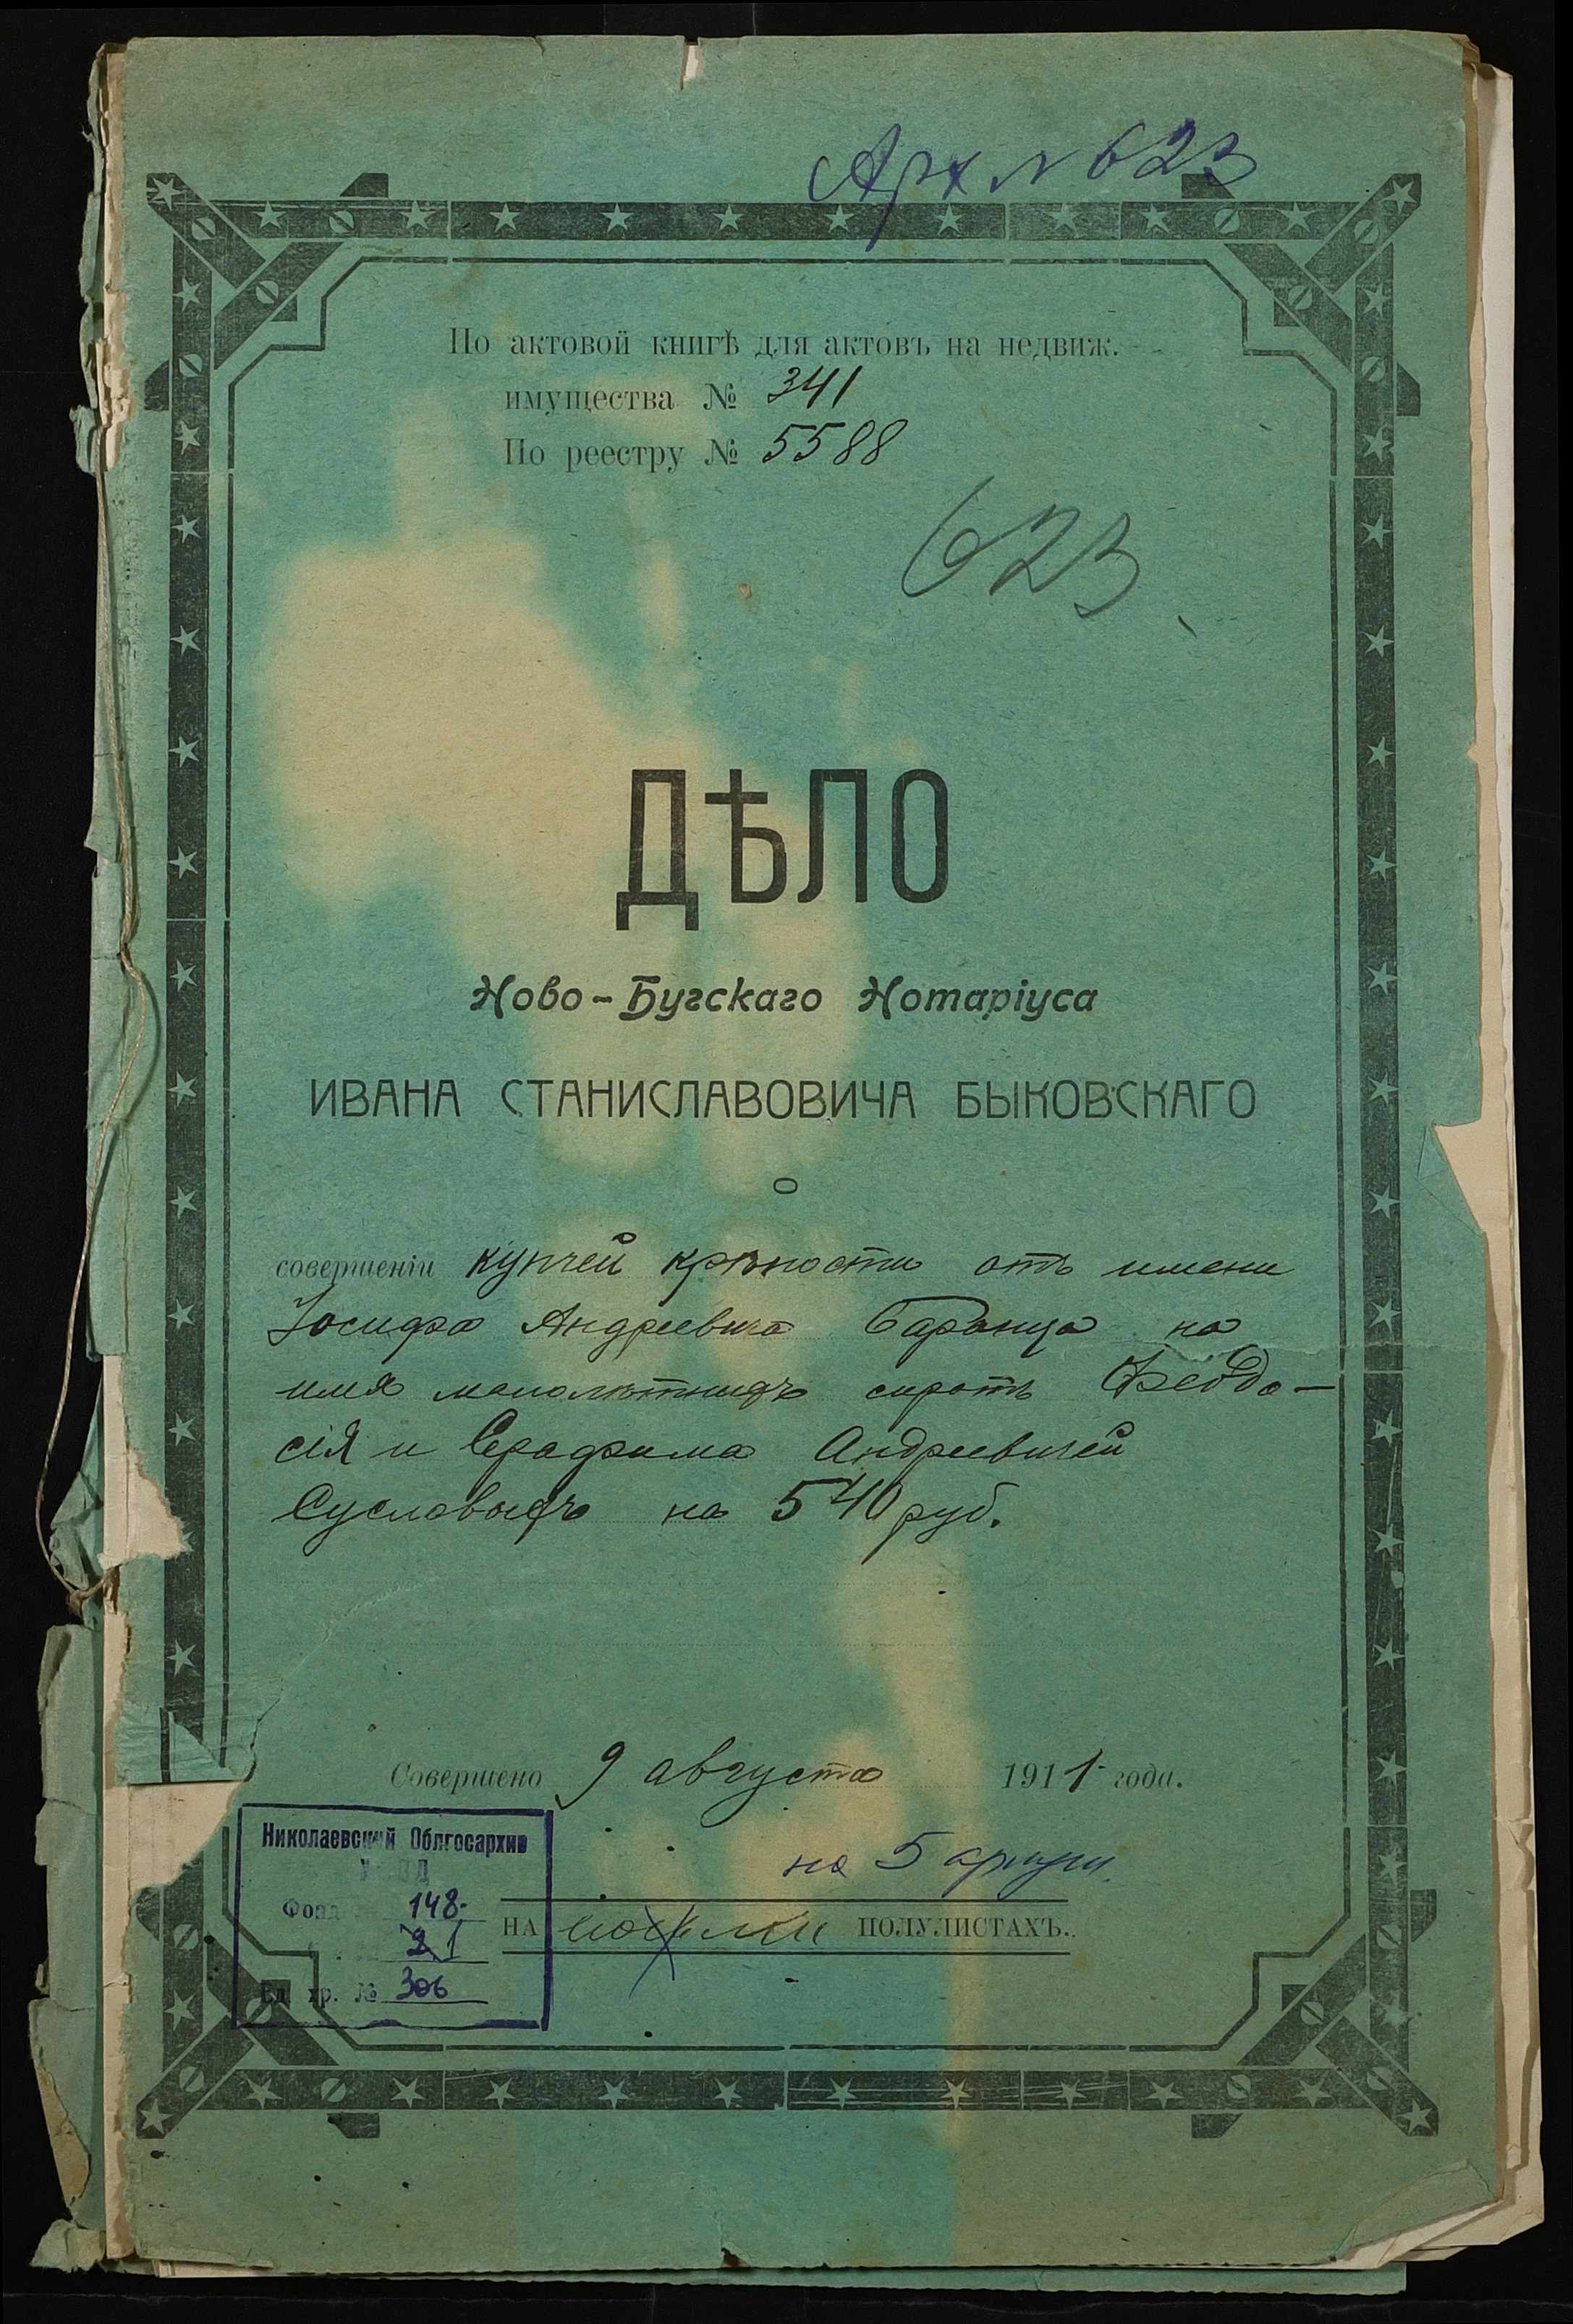 Арх № 623
По актовой книгѣ для актовъ на недвиж.
имущества № 341
По реестру № 5588
623
ДѢЛО
Ново-Бугскаго Нотаріуса
ИВАНА СТАНИСЛАВОВИЧА БЫКОВСКАГО
О
совершеніи купчей крѣпости отъ имени
Іосифа Андреевича Баранца на
имя малолѣтнихъ сиротъ Феодо-
сія и Серафима Андреевичей
Сусловыхъ на 540 руб.
Совершено 9 августа 1911 года.
Николаевский Облгосархив
Фонд 148
2 1
Ед. хр. № 306
на 5
НА ПОЛУЛИСТАХЪ.